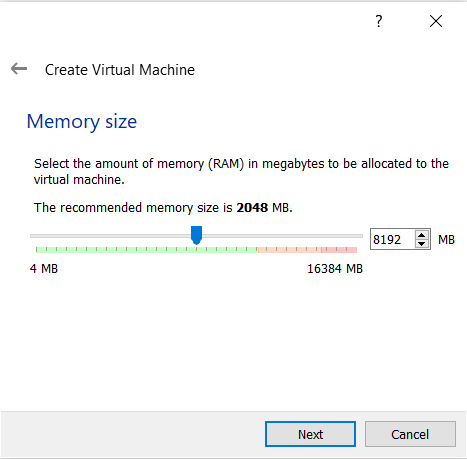 ?
Create Virtual Machine
Memory size
Select the amount of memory (RAM) in megabytes to be allocated to the
virtual machine.
The recommended memory size is 2048 MB.
8192 MB
4 MB 16384 MB
Next Cancel